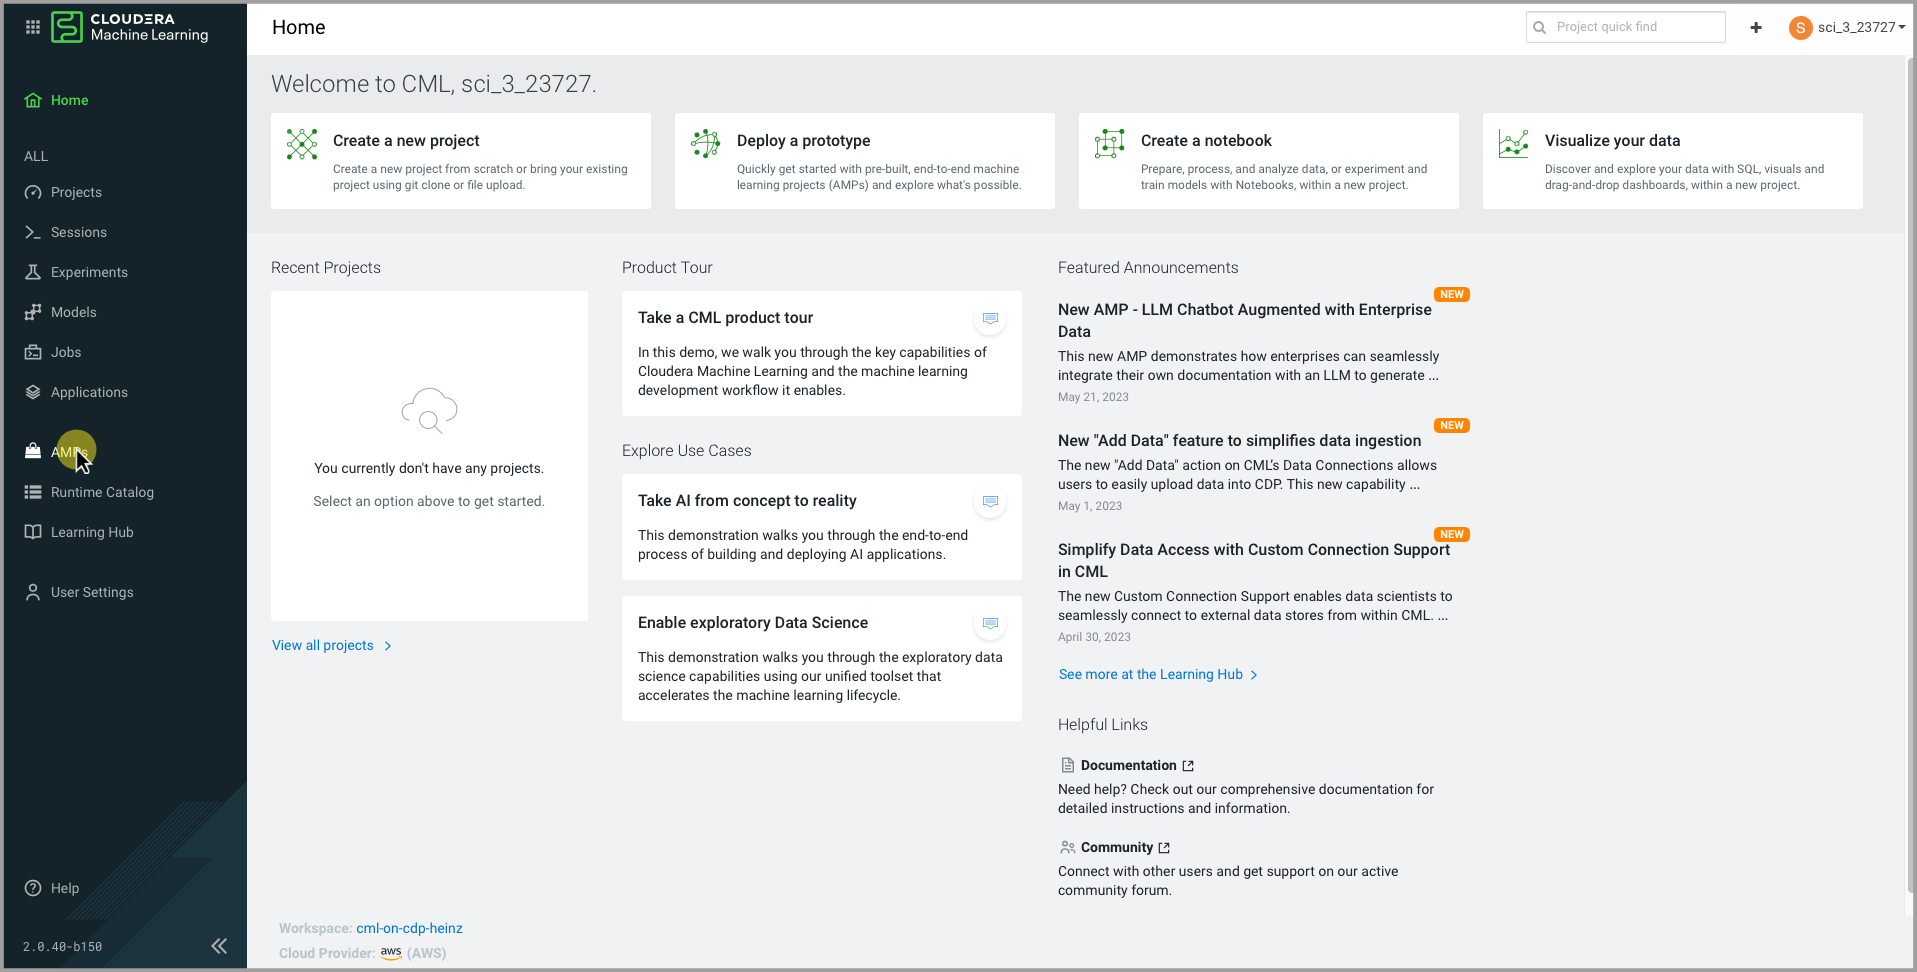 CLOUDERA
Machine Learning
Home
Project quick find
S
sci_3_23727
Home
ALL
Projects
Sessions
Experiments
Models
Jobs
Applications
AMPs
Runtime Catalog
Learning Hub
User Settings
Help
2.0.40-b150
Welcome to CML, sci_3_23727.
Create a new project
Create a new project from scratch or bring your existing
project using git clone or file upload.
Deploy a prototype
Quickly get started with pre-built, end-to-end machine
learning projects (AMPs) and explore what's possible.
Create a notebook
Prepare, process, and analyze data, or experiment and
train models with Notebooks, within a new project.
Visualize your data
Discover and explore your data with SQL, visuals and
drag-and-drop dashboards, within a new project.
Recent Projects
You currently don't have any projects.
Select an option above to get started.
View all projects
Product Tour
Take a CML product tour
In this demo, we walk you through the key capabilities of
Cloudera Machine Learning and the machine learning
development workflow it enables.
Explore Use Cases
Take AI from concept to reality
This demonstration walks you through the end-to-end
process of building and deploying AI applications.
Enable exploratory Data Science
This demonstration walks you through the exploratory data
science capabilities using our unified toolset that
accelerates the machine learning lifecycle.
Featured Announcements
NEW
New AMP - LLM Chatbot Augmented with Enterprise
Data
This new AMP demonstrates how enterprises can seamlessly
integrate their own documentation with an LLM to generate ...
May 21, 2023
NEW
New "Add Data" feature to simplifies data ingestion
The new "Add Data" action on CML's Data Connections allows
users to easily upload data into CDP. This new capability ...
May 1, 2023
NEW
Simplify Data Access with Custom Connection Support
in CML
The new Custom Connection Support enables data scientists to
seamlessly connect to external data stores from within CML. ...
April 30, 2023
See more at the Learning Hub
Helpful Links
Documentation
Need help? Check out our comprehensive documentation for
detailed instructions and information.
Community
Connect with other users and get support on our active
community forum.
Workspace: cml-on-cdp-heinz
Cloud Provider: aws (AWS)